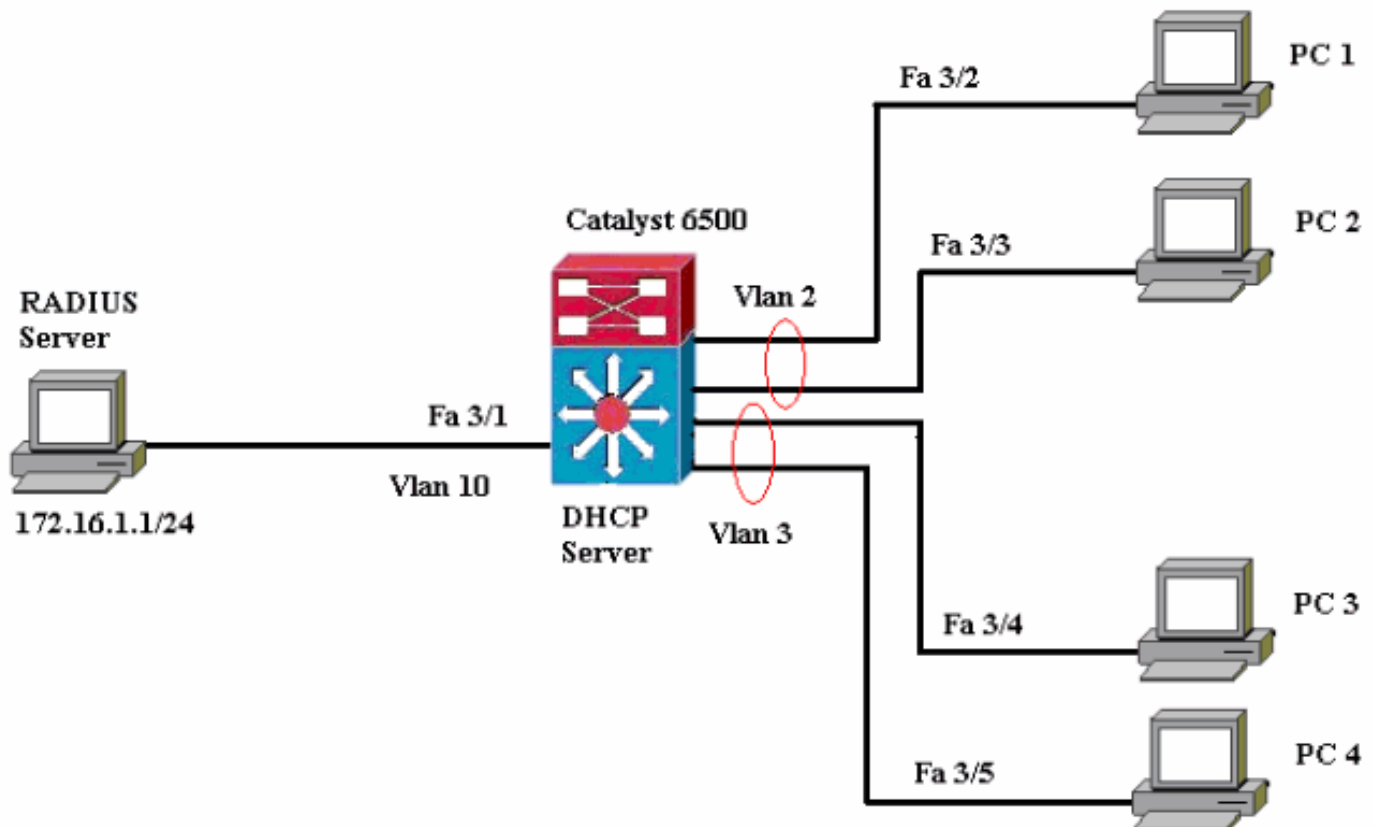 PC 1
Fa 3/2
PC 2
Catalyst 6500
Fa 3/3
Vlan 2
RADIUS
Server
Fa 3/1
Vlan 10
172.16.1.1/24
DHCP
Server
Vlan 3
PC 3
Fa 3/4
PC 4
Fa 3/5